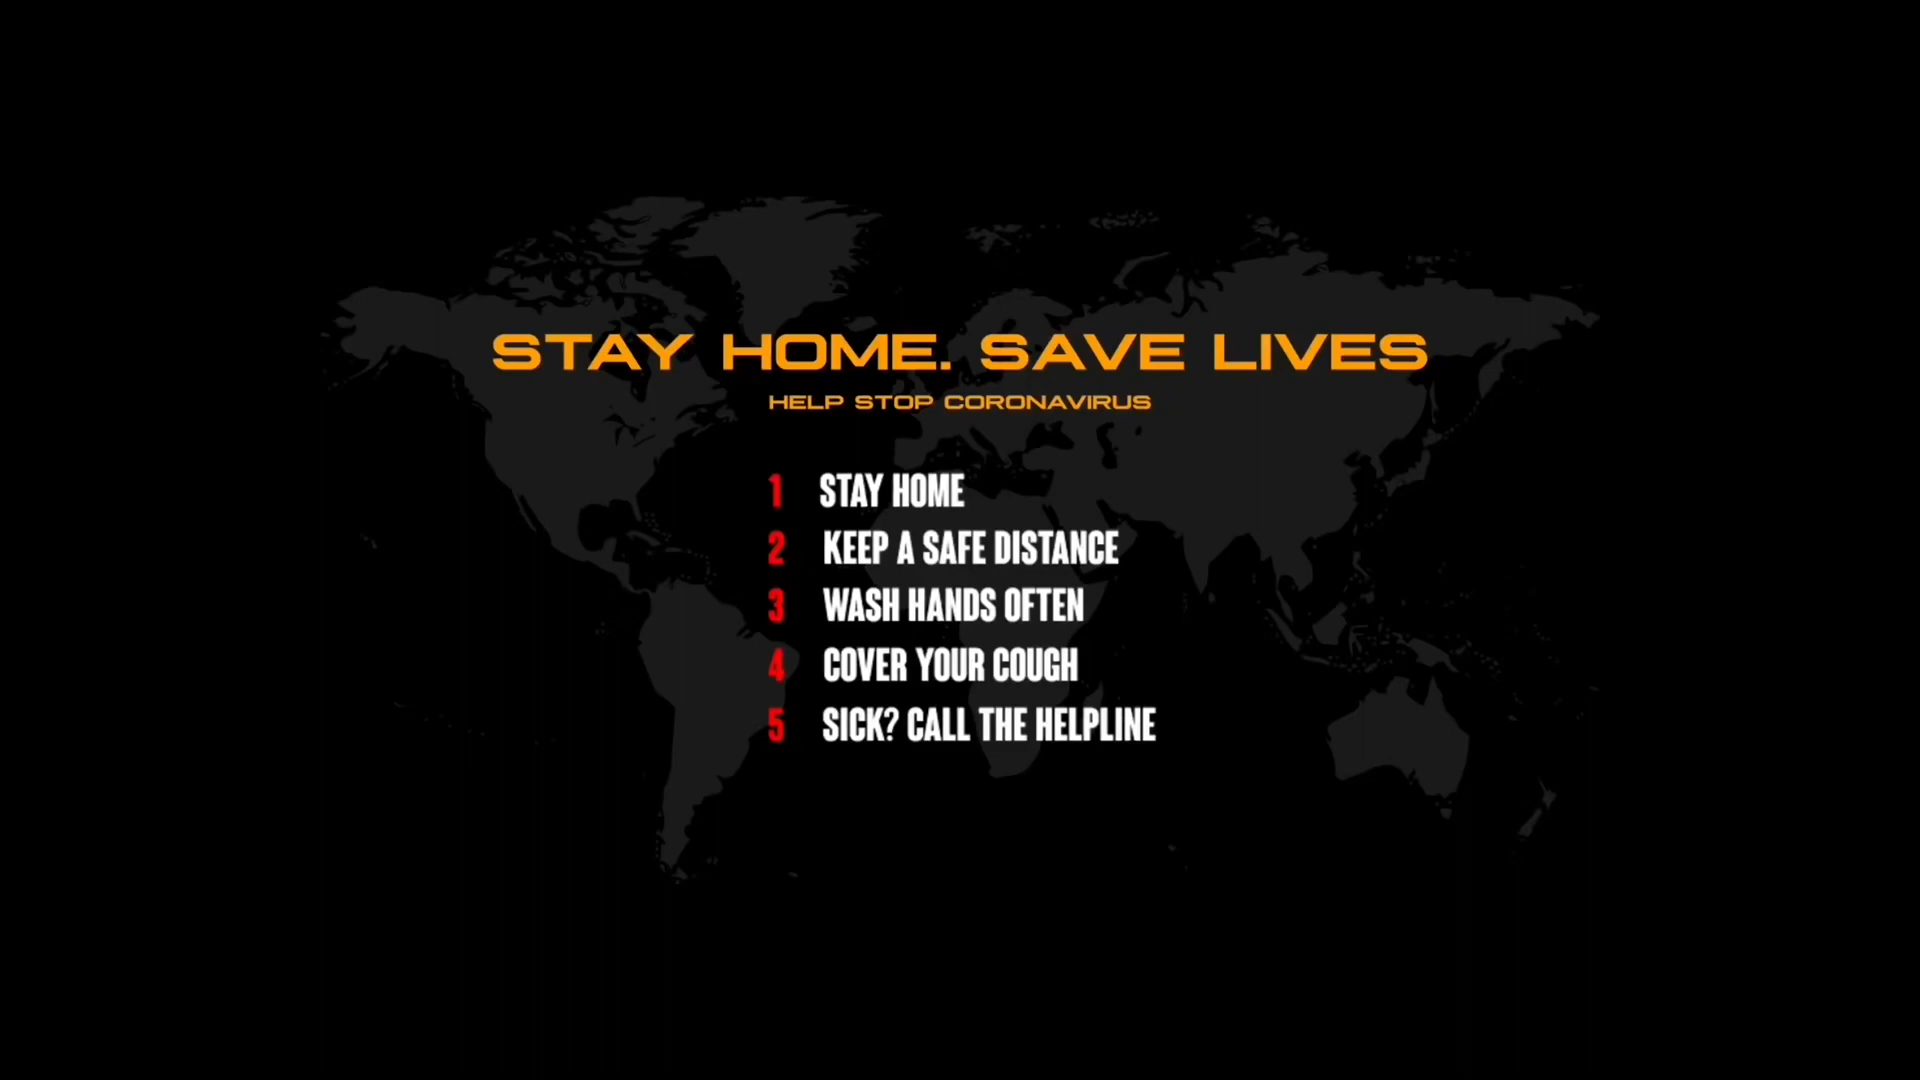 STAY HOME. SAVE LIVES
HELP STOP CORONAVIRUS
1 STAY HOME
2 KEEP A SAFE DISTANCE
3 WASH HANDS OFTEN
4 COVER YOUR COUGH
5 SICK? CALL THE HELPLINE